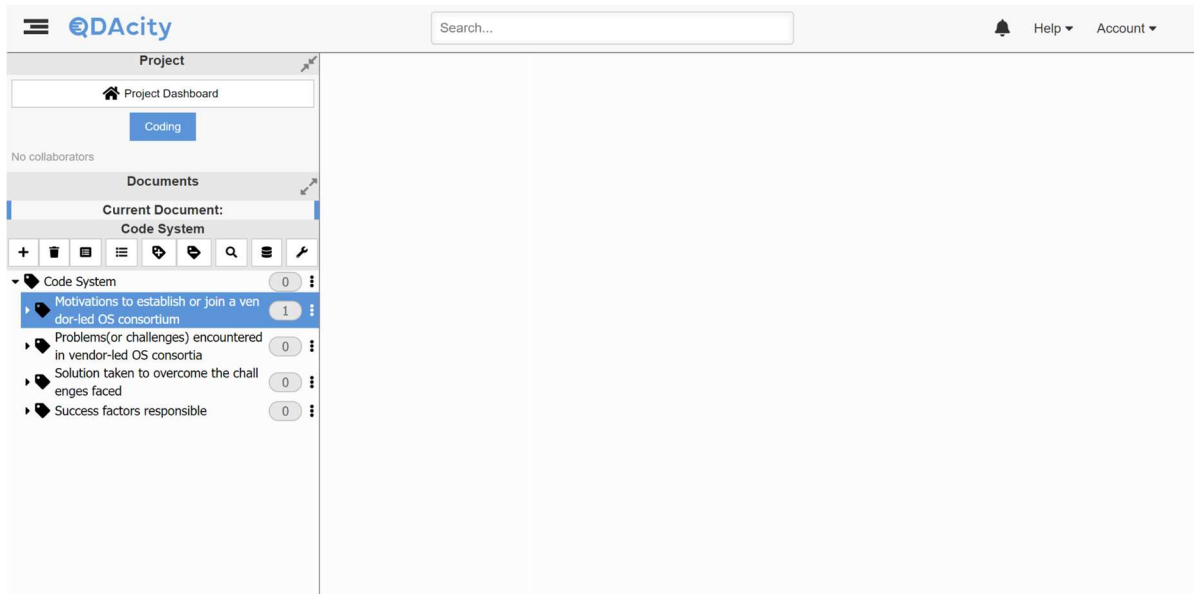 QDAcity
Search...
Help
Account
Project
Project Dashboard
Coding
No collaborators
Documents
Current Document:
Code System
Code System
0
Motivations to establish or join a ven
dor-led OS consortium
1
Problems(or challenges) encountered
in vendor-led OS consortia
0
Solution taken to overcome the chall
enges faced
0
Success factors responsible
0